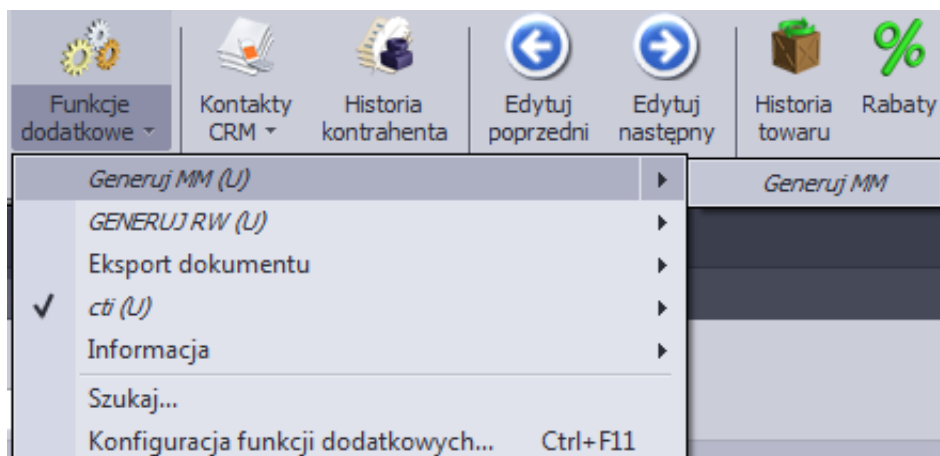 Funkcje dodatkowe
Kontakty CRM
Historia kontrahenta
Edytuj poprzedni
Edytuj następny
Historia towaru
Rabaty
Generuj MM (U)
Generuj MM
GENERUJ RW (U)
Eksport dokumentu
cti (U)
Informacja
Szukaj...
Konfiguracja funkcji dodatkowych... Ctrl+F11